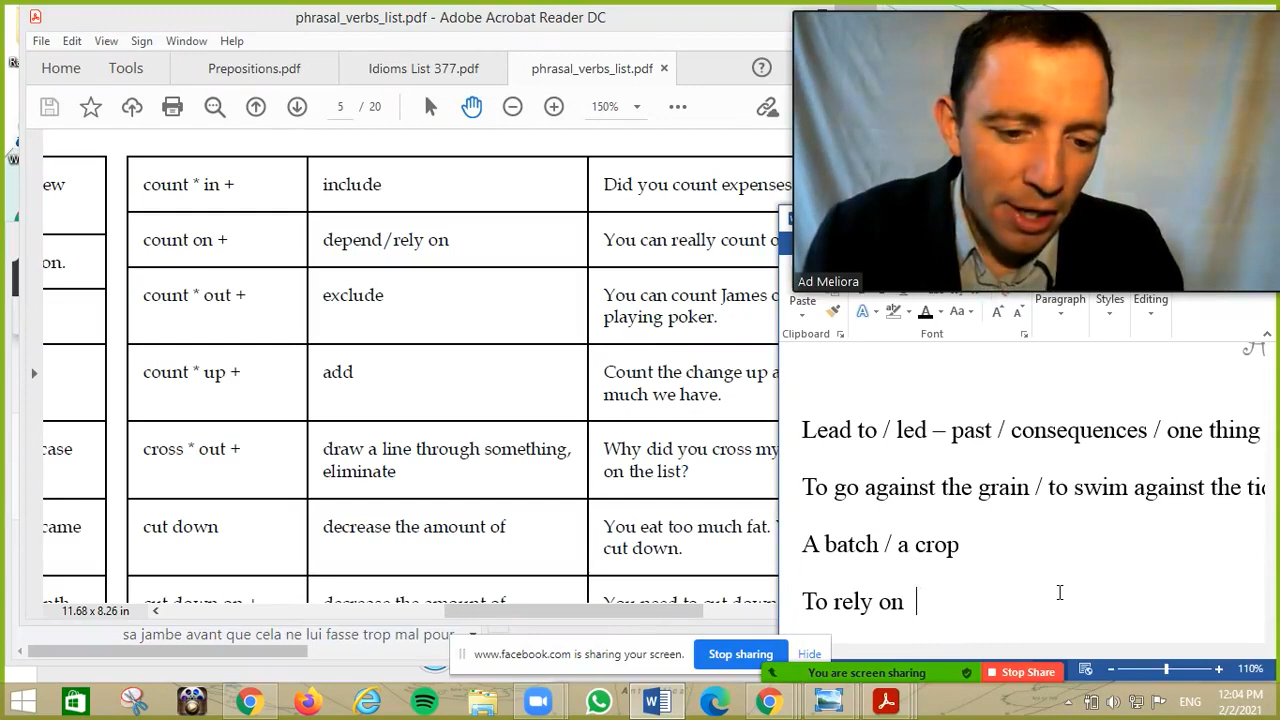 phrasal_verbs_list.pdf - Adobe Acrobat Reader DC
File Edit View Sign Window Help
Home Tools Prepositions.pdf Idioms List 377.pdf phrasal_verbs_list.pdf ×
5 / 20 150%
ew count * in + include Did you count expenses
on. count on + depend/rely on You can really count
count * out + exclude You can count James
playing poker.
count * up + add Count the change up
much we have.
case cross * out + draw a line through something, Why did you cross my
eliminate on the list?
came cut down decrease the amount of You eat too much fat.
cut down.
11.68 x 8.26 in
sa jambe avant que cela ne lui fasse trop mal pour
Ad Meliora
Paste Paragraph Styles Editing
Clipboard Font
Lead to / led – past / consequences / one thing
To go against the grain / to swim against the
A batch / a crop
To rely on
www.facebook.com is sharing your screen. Stop sharing Hide
You are screen sharing Stop Share
110%
ENG 12:04 PM
2/2/2021